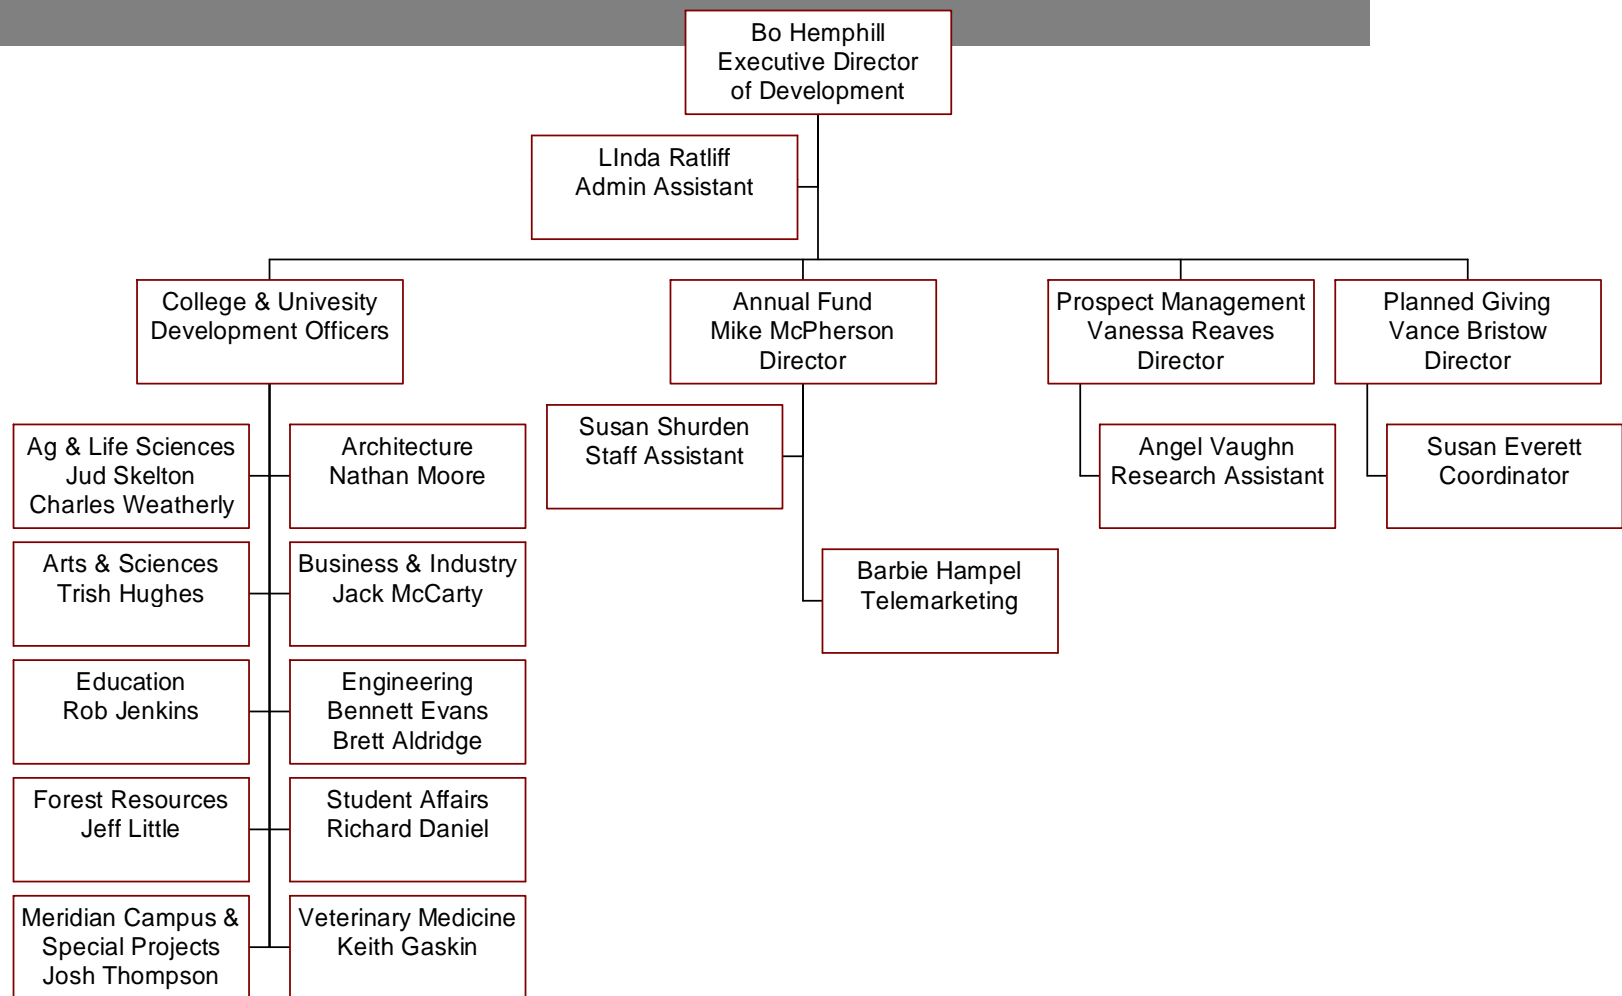 Bo Hemphill
Executive Director
of Development
LInda Ratliff
Admin Assistant
College & Univesity
Development Officers
Annual Fund
Mike McPherson
Director
Prospect Management
Vanessa Reaves
Director
Planned Giving
Vance Bristow
Director
Ag & Life Sciences
Jud Skelton
Charles Weatherly
Architecture
Nathan Moore
Susan Shurden
Staff Assistant
Angel Vaughn
Research Assistant
Susan Everett
Coordinator
Arts & Sciences
Trish Hughes
Business & Industry
Jack McCarty
Barbie Hampel
Telemarketing
Education
Rob Jenkins
Engineering
Bennett Evans
Brett Aldridge
Forest Resources
Jeff Little
Student Affairs
Richard Daniel
Meridian Campus &
Special Projects
Josh Thompson
Veterinary Medicine
Keith Gaskin